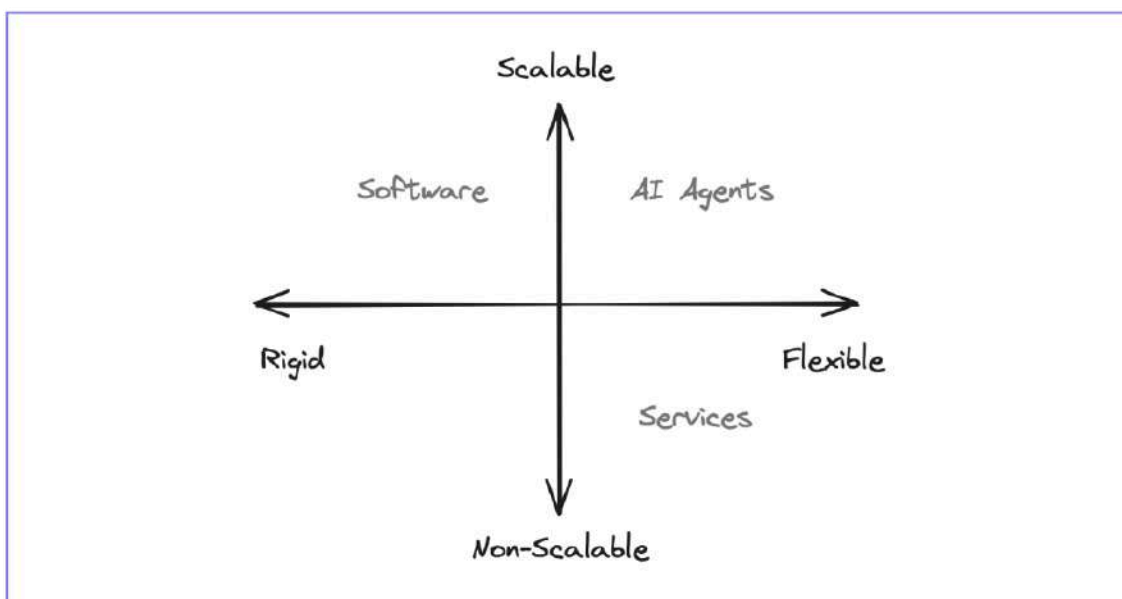 Scalable
Software AI Agents
Rigid Flexible
Services
Non-Scalable